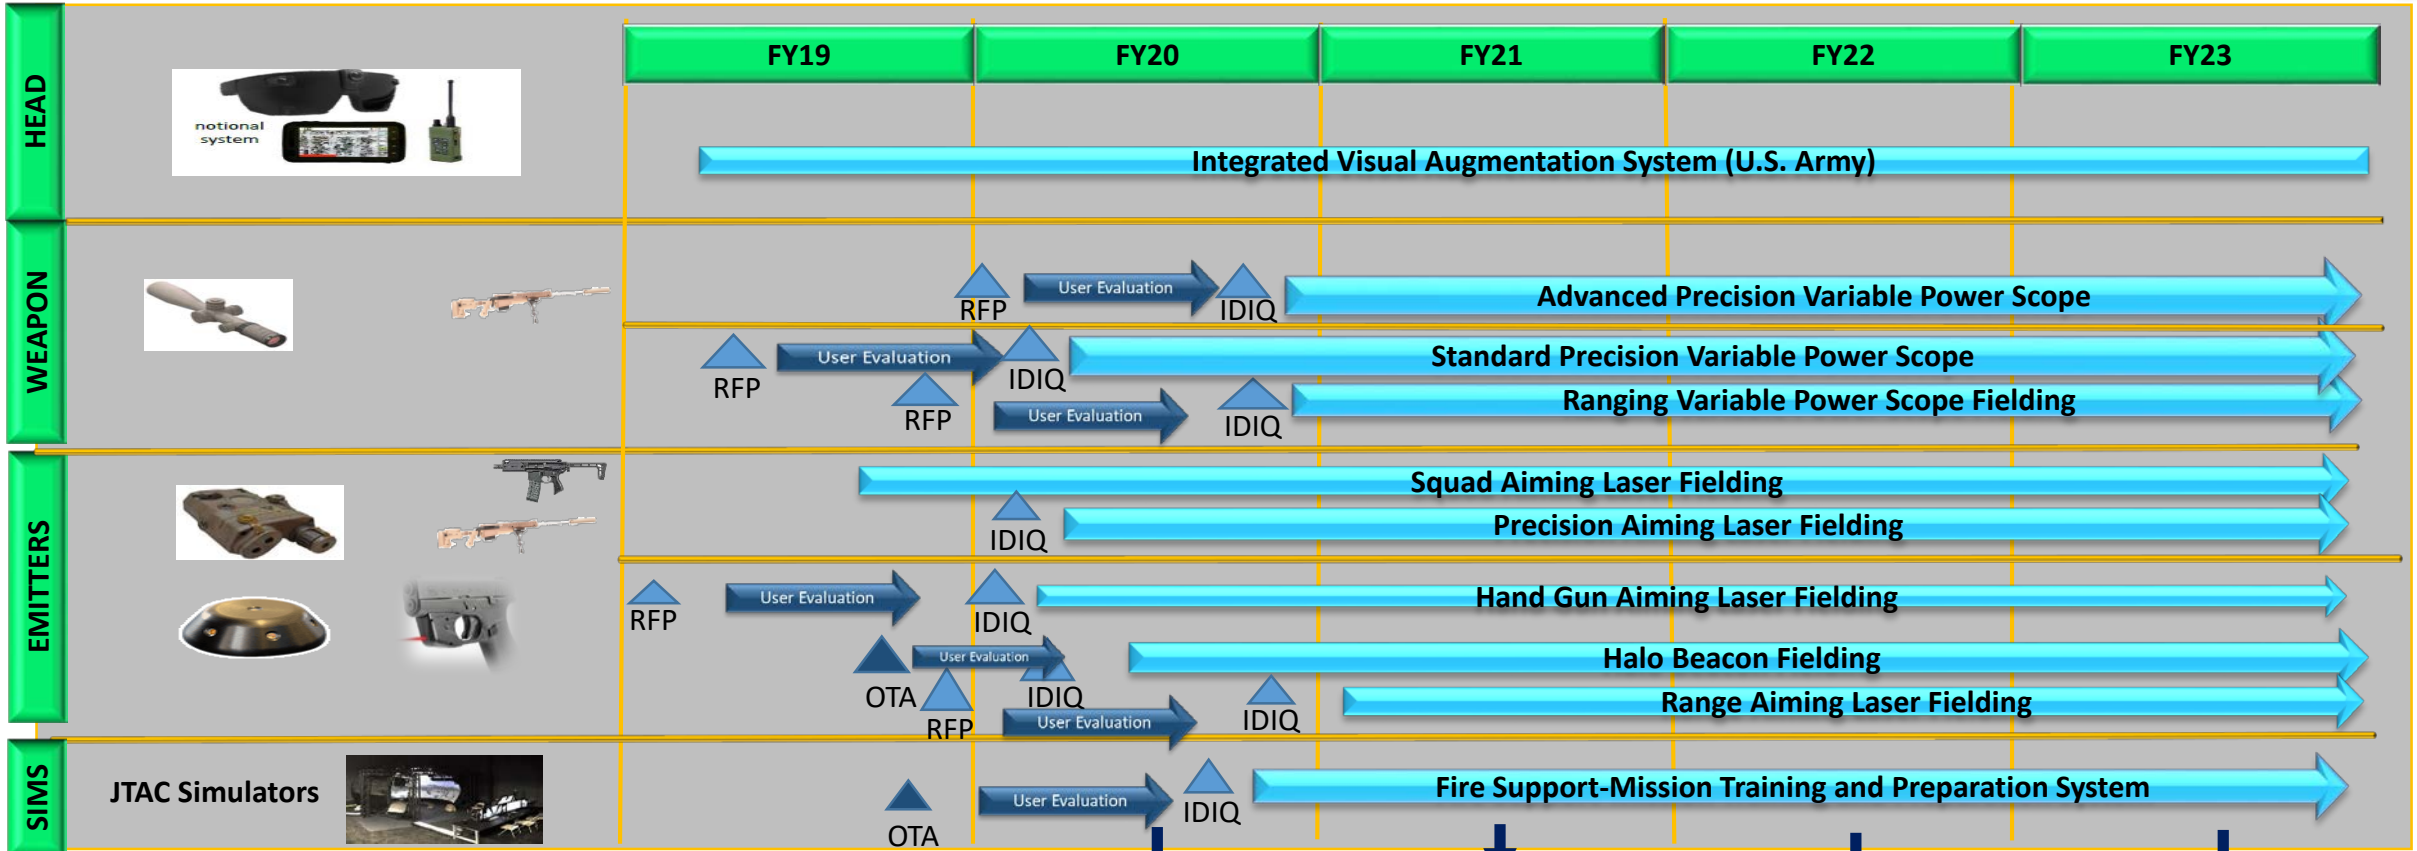 FY19
FY20
FY21
FY22
FY23
HEAD
notional
system
Integrated Visual Augmentation System (U.S. Army)
WEAPON
RFP
User Evaluation
IDIQ
Advanced Precision Variable Power Scope
RFP
User Evaluation
IDIQ
Standard Precision Variable Power Scope
RFP
User Evaluation
IDIQ
Ranging Variable Power Scope Fielding
EMITTERS
Squad Aiming Laser Fielding
IDIQ
Precision Aiming Laser Fielding
RFP
User Evaluation
IDIQ
Hand Gun Aiming Laser Fielding
OTA
User Evaluation
IDIQ
Halo Beacon Fielding
RFP
User Evaluation
IDIQ
Range Aiming Laser Fielding
SIMS
JTAC Simulators
OTA
User Evaluation
IDIQ
Fire Support-Mission Training and Preparation System